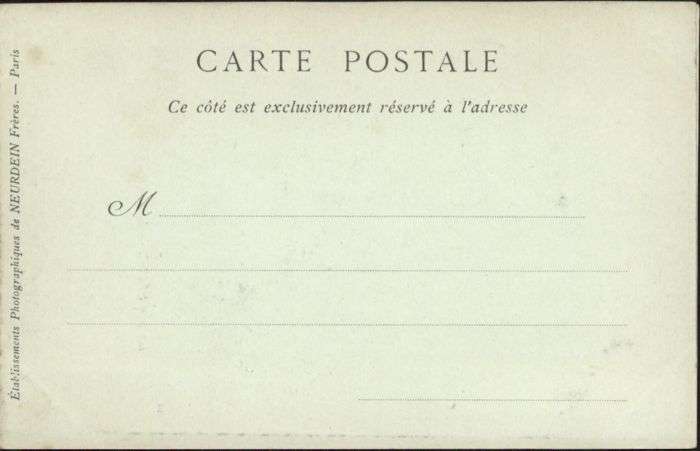 CARTE POSTALE
Ce côté est exclusivement réservé à l'adresse
M
Établissements Photographiques de NEURDEIN Frères. — Paris